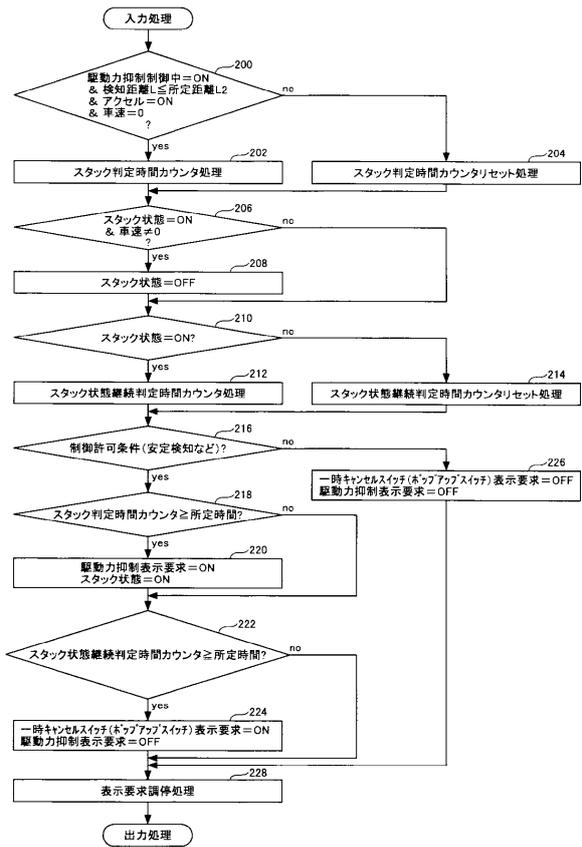 入力処理
200
駆動力抑制制御中＝ON
& 検知距離L≦所定距離L2
& アクセル＝ON
& 車速＝0
?
no
yes
202
スタック判定時間カウンタ処理
204
スタック判定時間カウンタリセット処理
206
スタック状態＝ON
& 車速≠0
?
no
yes
208
スタック状態＝OFF
210
スタック状態＝ON?
no
yes
212
スタック状態継続判定時間カウンタ処理
214
スタック状態継続判定時間カウンタリセット処理
216
制御許可条件(安定検知など)?
no
yes
226
一時キャンセルスイッチ(ポップアップスイッチ)表示要求＝OFF
駆動力抑制表示要求＝OFF
218
スタック判定時間カウンタ≧所定時間?
no
yes
220
駆動力抑制表示要求＝ON
スタック状態＝ON
222
スタック状態継続判定時間カウンタ≧所定時間?
no
yes
224
一時キャンセルスイッチ(ポップアップスイッチ)表示要求＝ON
駆動力抑制表示要求＝OFF
228
表示要求調停処理
出力処理